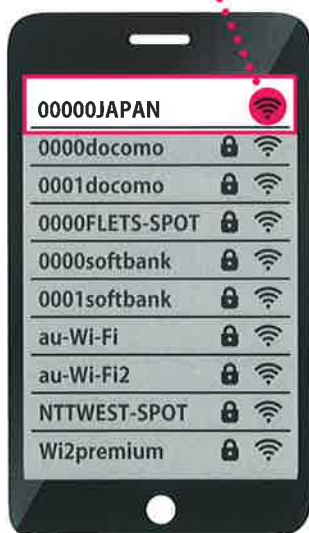 00000JAPAN
0000docomo
0001docomo
0000FLETS-SPOT
0000softbank
0001softbank
au-Wi-Fi
au-Wi-Fi2
NTTWEST-SPOT
Wi2premium